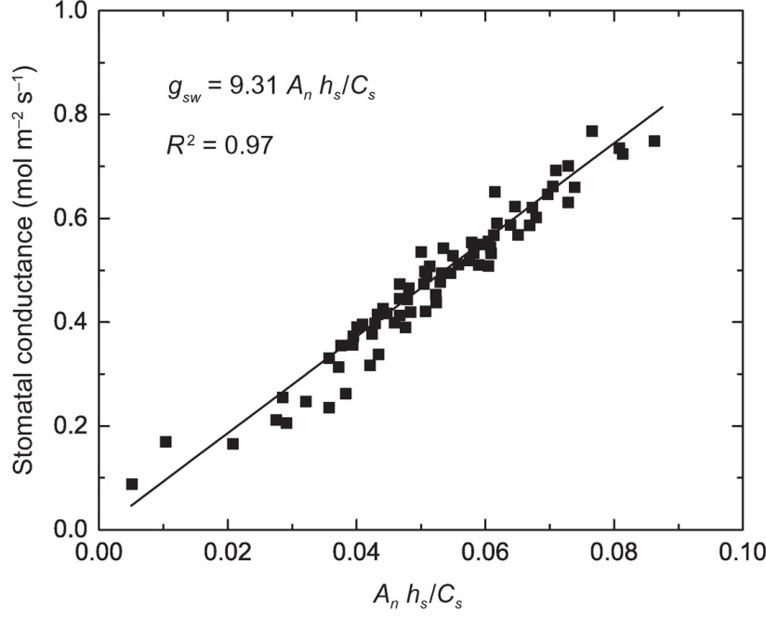 1.0
0.8
0.6
0.4
0.2
0.0
Stomatal conductance (mol m⁻² s⁻¹)
g_sw = 9.31 A_n h_s/C_s
R² = 0.97
0.00 0.02 0.04 0.06 0.08 0.10
A_n h_s/C_s